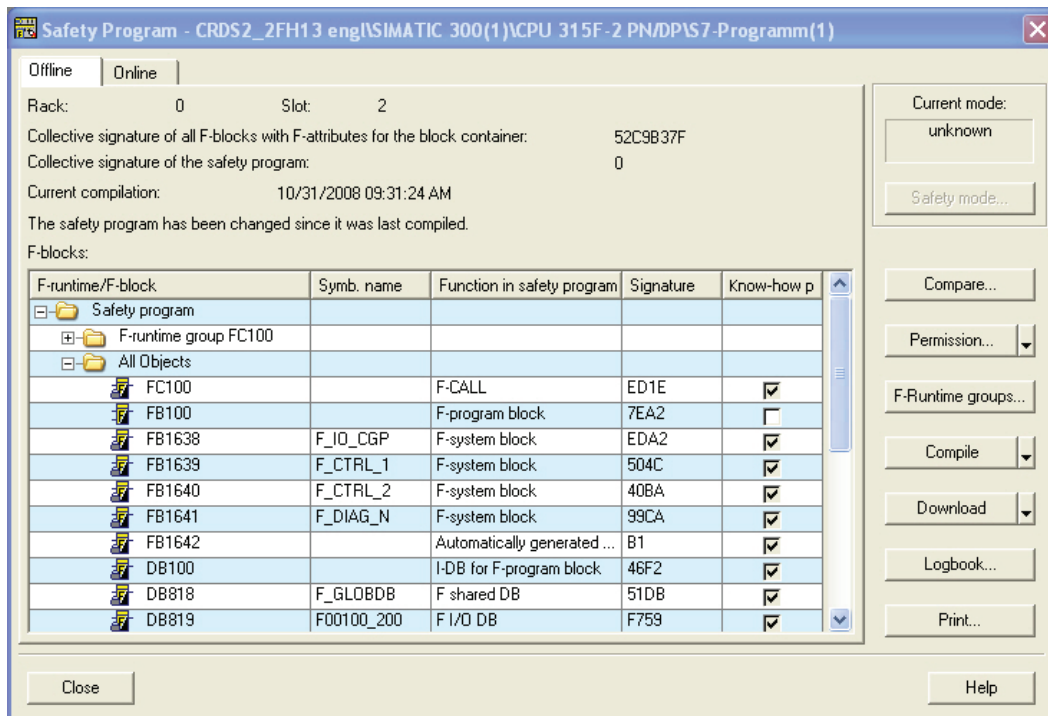 Safety Program - CRDS2_2FH13 engl\SIMATIC 300(1)\CPU 315F-2 PN/DP\S7-Programm(1)
Offline Online
Rack: 0 Slot: 2
Collective signature of all F-blocks with F-attributes for the block container: 52C9B37F
Collective signature of the safety program: 0
Current compilation: 10/31/2008 09:31:24 AM
The safety program has been changed since it was last compiled.
F-blocks:
F-runtime/F-block Symb. name Function in safety program Signature Know-how p
Safety program
F-runtime group FC100
All Objects
FC100 F-CALL ED1E
FB100 F-program block 7EA2
FB1638 F_IO_CGP F-system block EDA2
FB1639 F_CTRL_1 F-system block 504C
FB1640 F_CTRL_2 F-system block 40BA
FB1641 F_DIAG_N F-system block 99CA
FB1642 Automatically generated ... B1
DB100 I-DB for F-program block 46F2
DB818 F_GLOBDB F shared DB 51DB
DB819 F00100_200 F I/O DB F759
Current mode:
unknown
Safety mode...
Compare...
Permission...
F-Runtime groups...
Compile
Download
Logbook...
Print...
Close Help